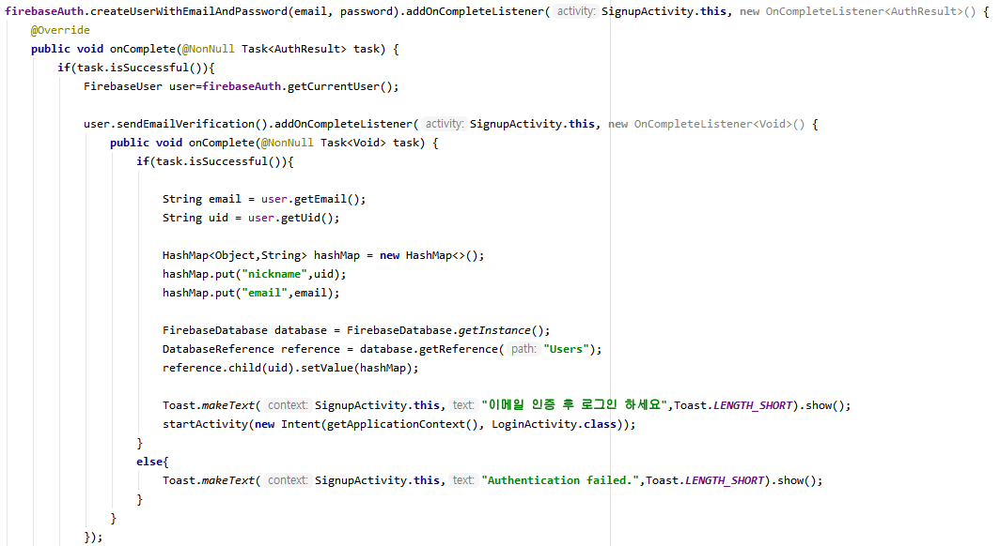 firebaseAuth.createUserWithEmailAndPassword(email, password).addOnCompleteListener( activity: SignupActivity.this, new OnCompleteListener<AuthResult>() {
@Override
public void onComplete(@NonNull Task<AuthResult> task) {
if(task.isSuccessful()){
FirebaseUser user=firebaseAuth.getCurrentUser();
user.sendEmailVerification().addOnCompleteListener( activity: SignupActivity.this, new OnCompleteListener<Void>() {
public void onComplete(@NonNull Task<Void> task) {
if(task.isSuccessful()){
String email = user.getEmail();
String uid = user.getUid();
HashMap<Object,String> hashMap = new HashMap<>();
hashMap.put("nickname",uid);
hashMap.put("email",email);
FirebaseDatabase database = FirebaseDatabase.getInstance();
DatabaseReference reference = database.getReference( path: "Users");
reference.child(uid).setValue(hashMap);
Toast.makeText( context: SignupActivity.this, text: "이메일 인증 후 로그인 하세요",Toast.LENGTH_SHORT).show();
startActivity(new Intent(getApplicationContext(), LoginActivity.class));
}
else{
Toast.makeText( context: SignupActivity.this, text: "Authentication failed.",Toast.LENGTH_SHORT).show();
}
}
});